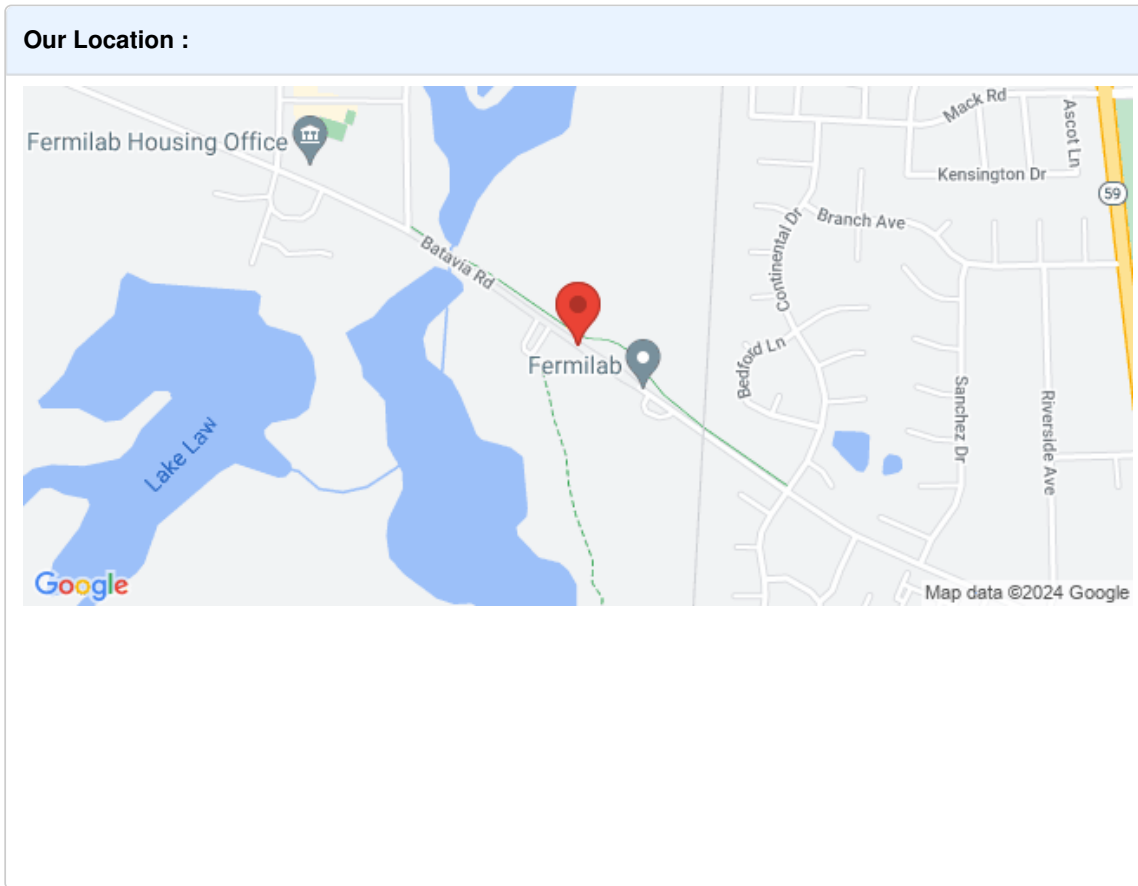 Our Location :
Mack Rd
Ascot Ln
Fermilab Housing Office
Kensington Dr
59
Branch Ave
Continental Dr
Batavia Rd
Bedford Ln
Fermilab
Sanchez Dr
Riverside Ave
Lake Law
Google
Map data ©2024 Google